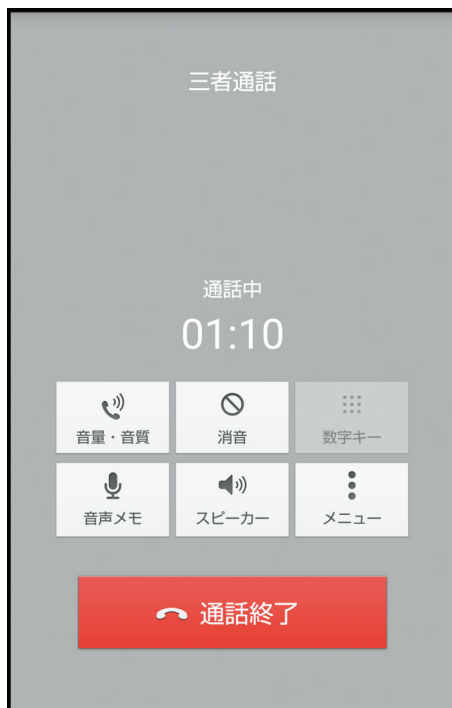 三者通話
通話中
01:10
音量・音質
消音
数字キー
音声メモ
スピーカー
メニュー
通話終了